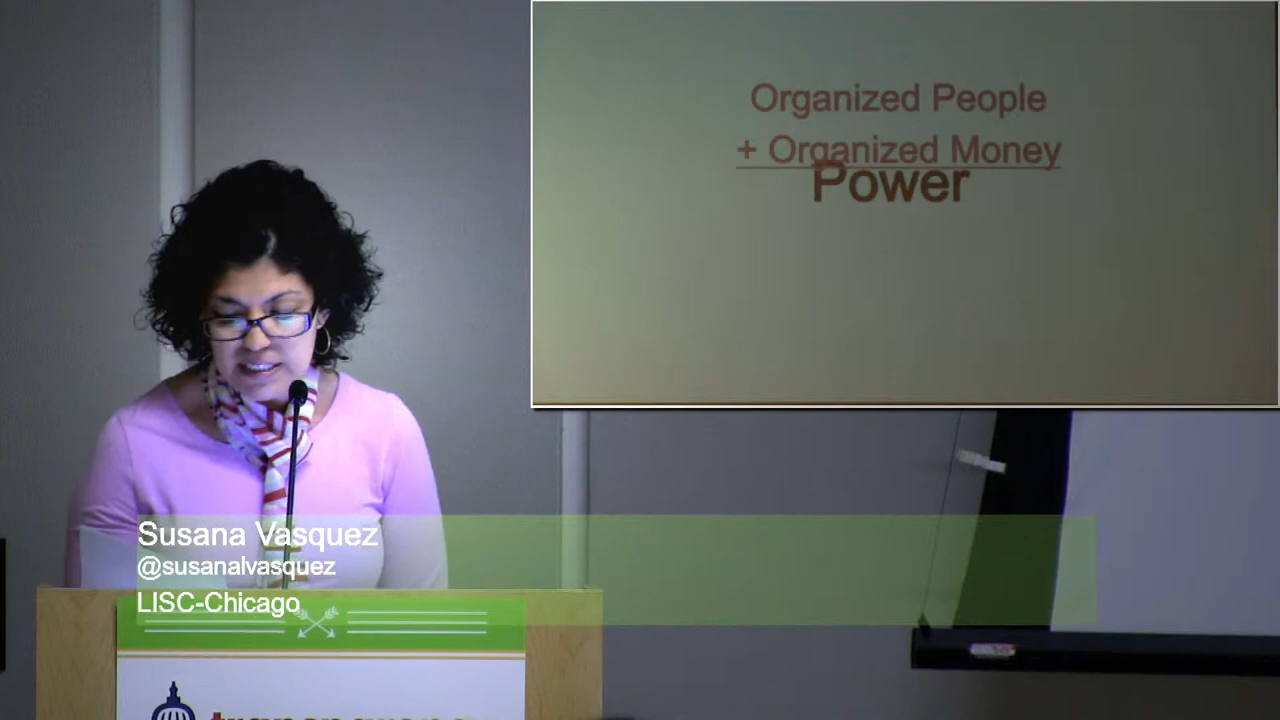 Organized People
+ Organized Money
Power
Susana Vasquez
@susanalvasquez
LISC-Chicago